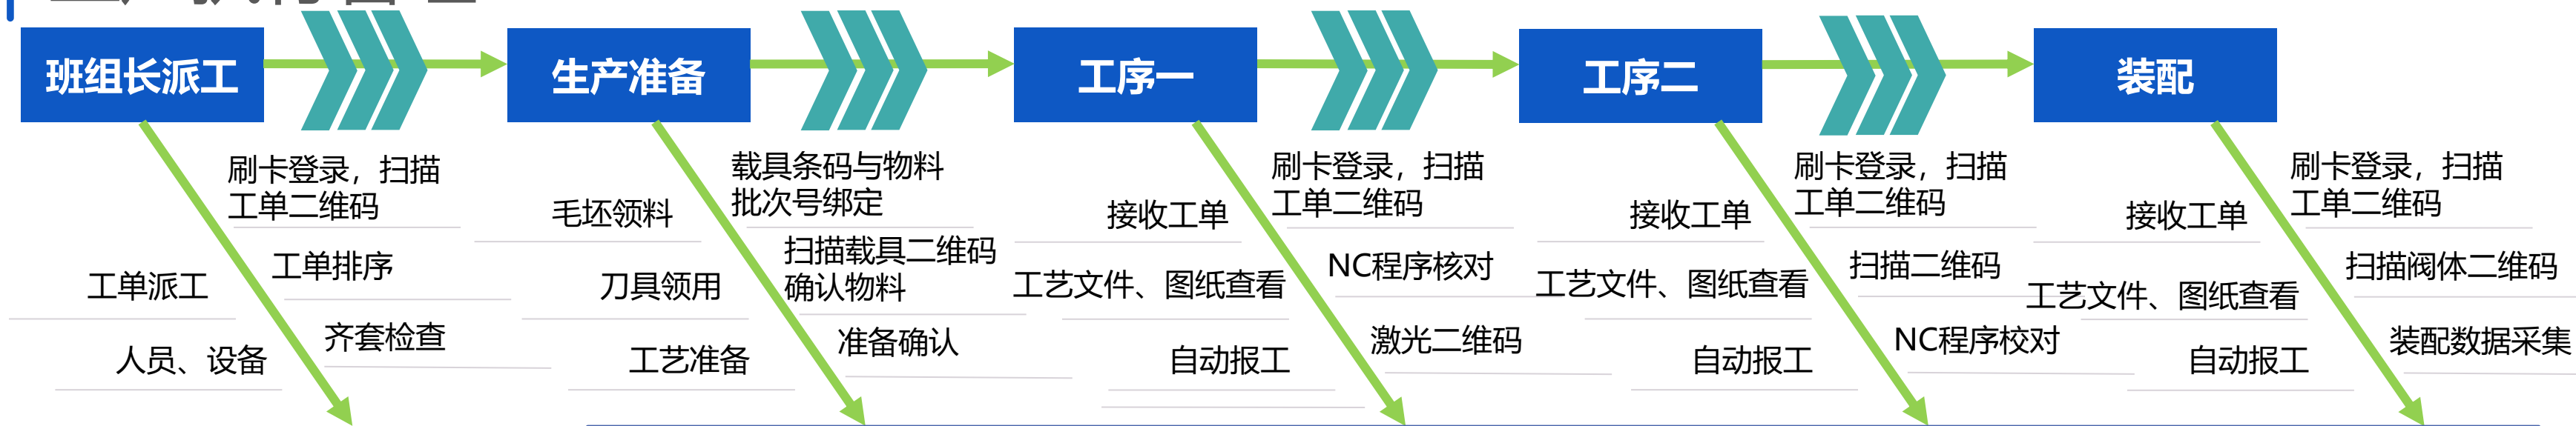 班组长派工
生产准备
工序一
工序二
装配
刷卡登录，扫描
工单二维码
工单排序
工单派工
齐套检查
人员、设备
载具条码与物料
批次号绑定
毛坯领料
扫描载具二维码
确认物料
刀具领用
准备确认
工艺准备
刷卡登录，扫描
工单二维码
接收工单
NC程序核对
工艺文件、图纸查看
激光二维码
自动报工
刷卡登录，扫描
工单二维码
接收工单
扫描二维码
工艺文件、图纸查看
NC程序校对
自动报工
刷卡登录，扫描
工单二维码
接收工单
扫描阀体二维码
工艺文件、图纸查看
装配数据采集
自动报工